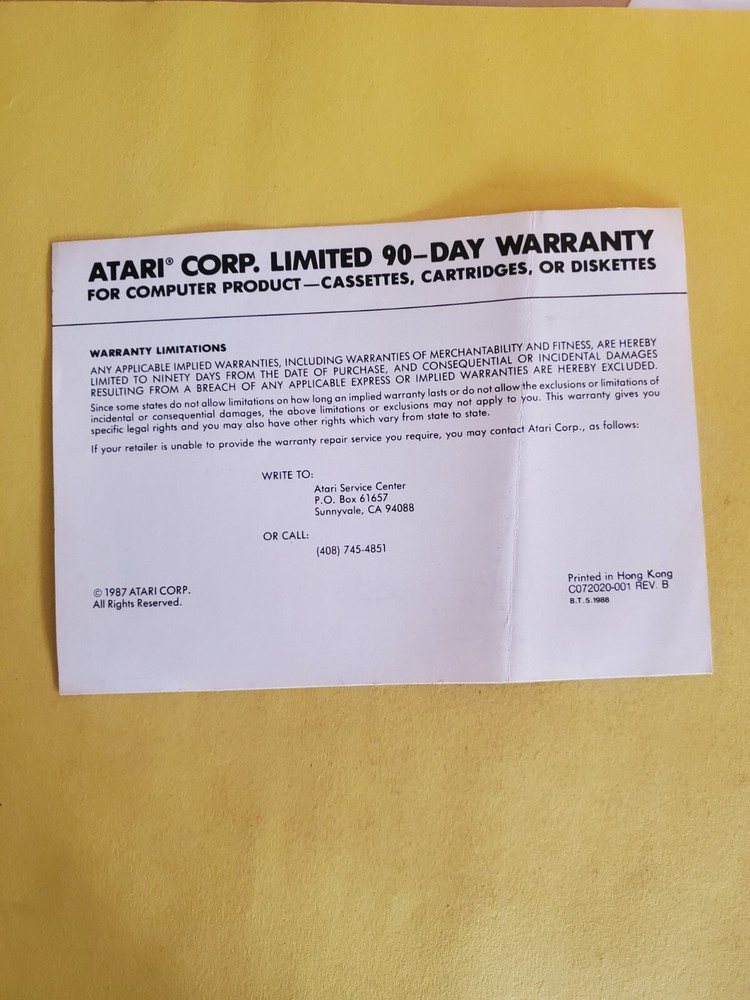 ATARI® CORP. LIMITED 90–DAY WARRANTY
FOR COMPUTER PRODUCT—CASSETTES, CARTRIDGES, OR DISKETTES
WARRANTY LIMITATIONS
ANY APPLICABLE IMPLIED WARRANTIES, INCLUDING WARRANTIES OF MERCHANTABILITY AND FITNESS, ARE HEREBY
LIMITED TO NINETY DAYS FROM THE DATE OF PURCHASE, AND CONSEQUENTIAL OR INCIDENTAL DAMAGES
RESULTING FROM A BREACH OF ANY APPLICABLE EXPRESS OR IMPLIED WARRANTIES ARE HEREBY EXCLUDED.
Since some states do not allow limitations on how long an implied warranty lasts or do not allow the exclusions or limitations of
incidental or consequential damages, the above limitations or exclusions may not apply to you. This warranty gives you
specific legal rights and you may also have other rights which vary from state to state.
If your retailer is unable to provide the warranty repair service you require, you may contact Atari Corp., as follows:
WRITE TO:
Atari Service Center
P.O. Box 61657
Sunnyvale, CA 94088
OR CALL:
(408) 745-4851
© 1987 ATARI CORP.
All Rights Reserved.
Printed in Hong Kong
C072020-001 REV. B
B.T.5.1988